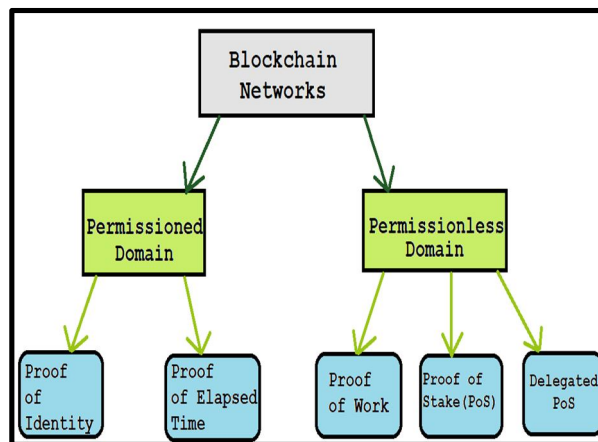 Blockchain
Networks
Permissioned
Domain
Permissionless
Domain
Proof
of
Identity
Proof
of Elapsed
Time
Proof
of Work
Proof of
Stake(PoS)
Delegated
PoS